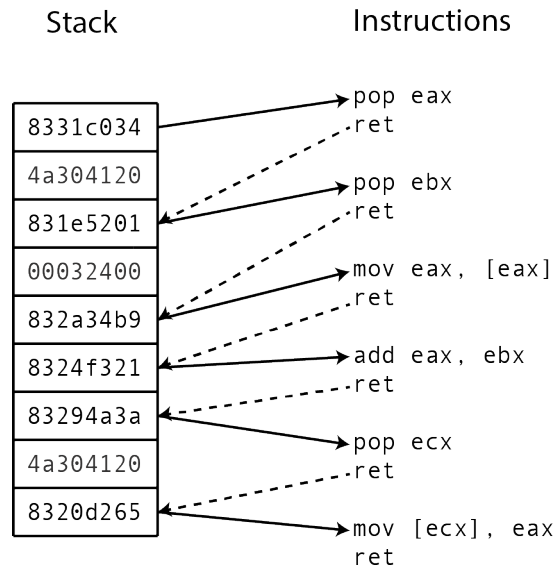 Stack
Instructions
8331c034
4a304120
831e5201
00032400
832a34b9
8324f321
83294a3a
4a304120
8320d265
pop eax
ret
pop ebx
ret
mov eax, [eax]
ret
add eax, ebx
ret
pop ecx
ret
mov [ecx], eax
ret